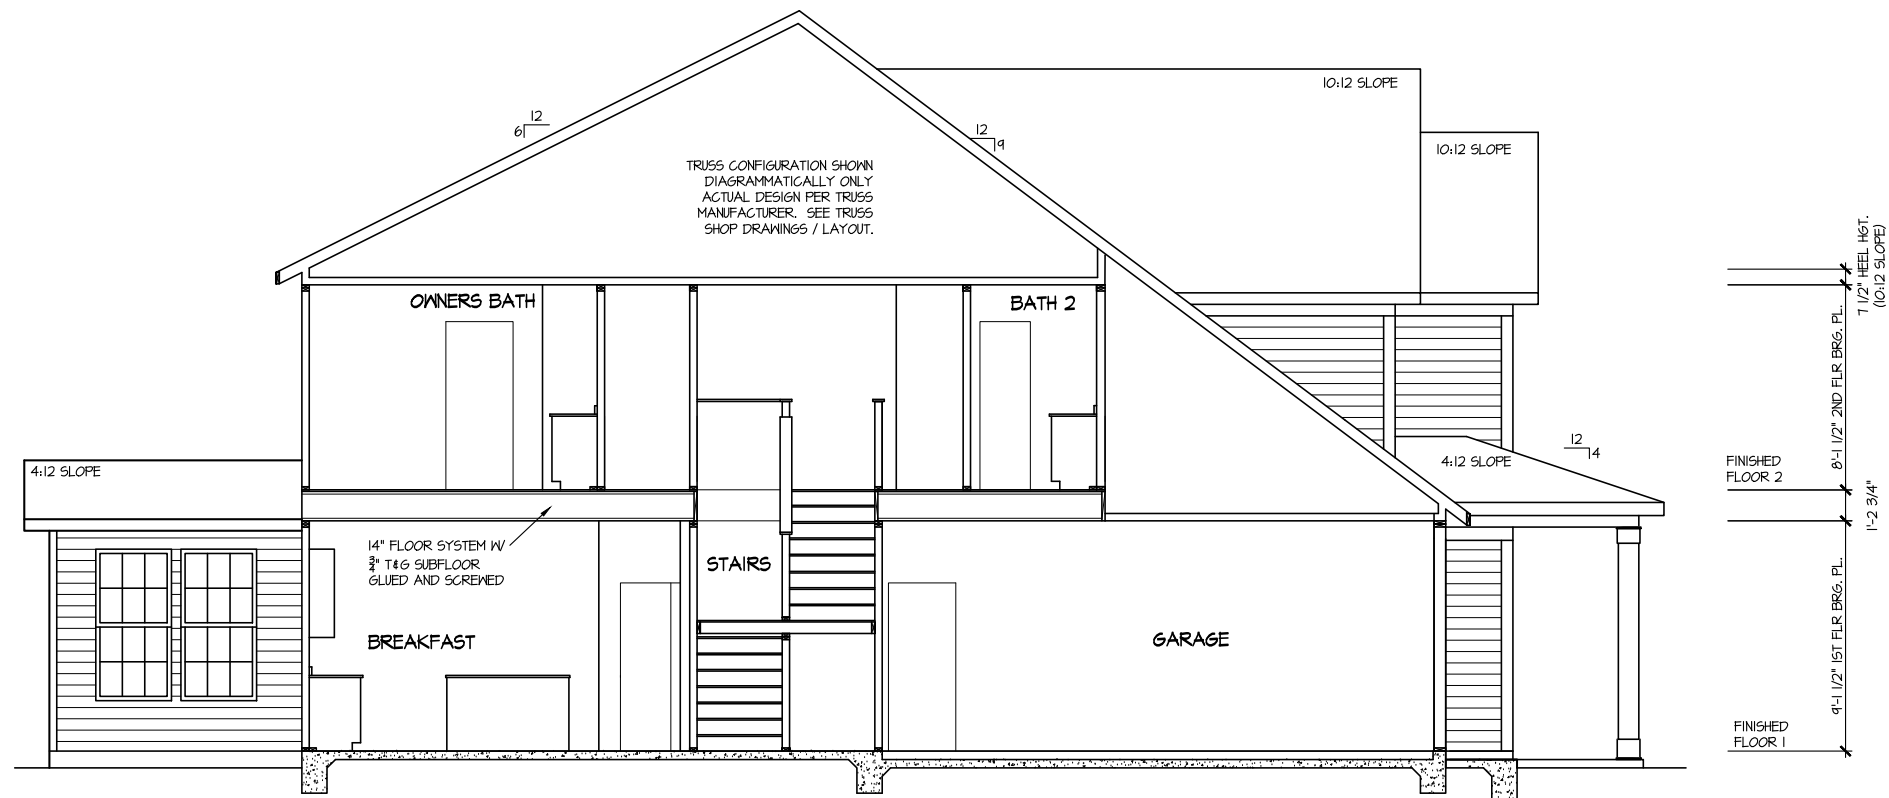 10:12 SLOPE
12
6
12
9
10:12 SLOPE
TRUSS CONFIGURATION SHOWN
DIAGRAMMATICALLY ONLY
ACTUAL DESIGN PER TRUSS
MANUFACTURER. SEE TRUSS
SHOP DRAWINGS / LAYOUT.
7 1/2" HEEL HGT.
(10:12 SLOPE)
OWNERS BATH
BATH 2
8'-1 1/2" 2ND FLR BRG. PL.
12
4
4:12 SLOPE
4:12 SLOPE
FINISHED
FLOOR 2
1'-2 3/4"
14" FLOOR SYSTEM W/
3/4" T&G SUBFLOOR
GLUED AND SCREWED
STAIRS
BREAKFAST
GARAGE
9'-1 1/2" 1ST FLR BRG. PL.
FINISHED
FLOOR 1